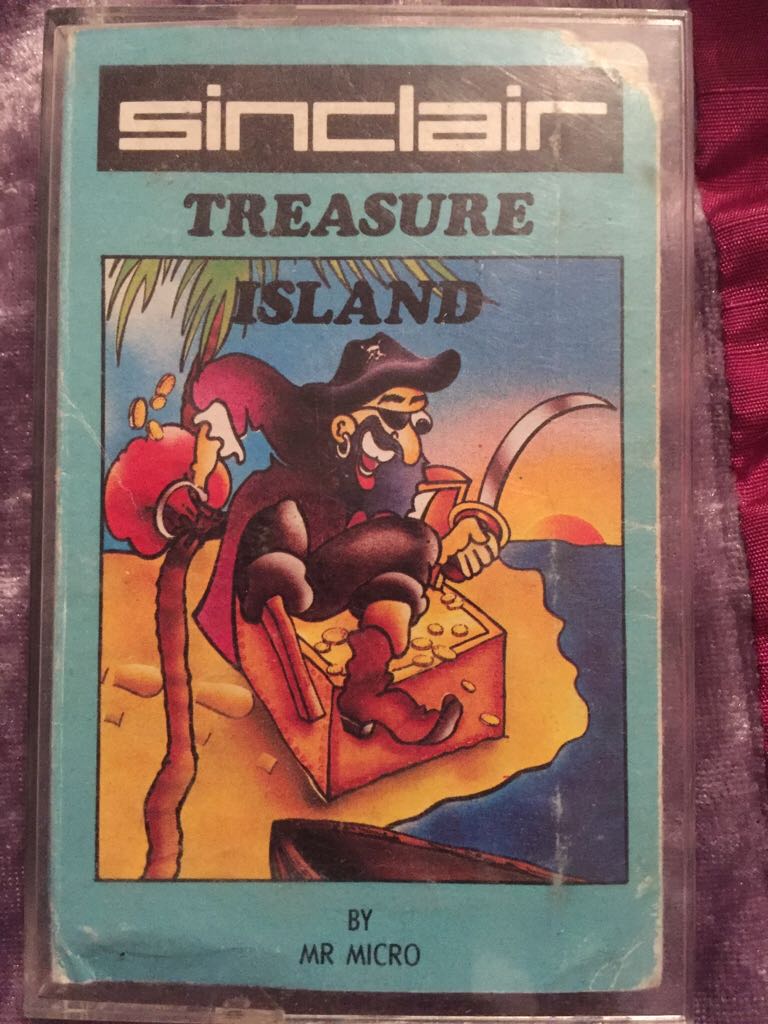 sinclair
TREASURE
ISLAND
BY
MR MICRO